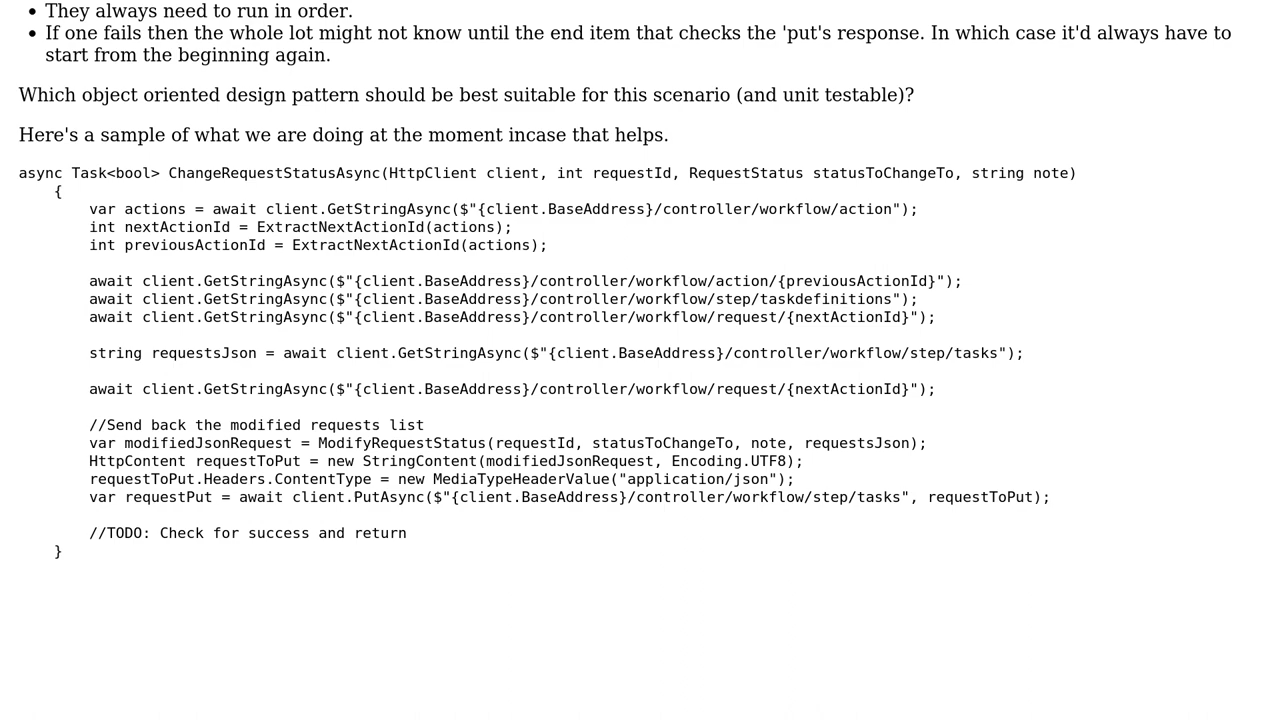 • They always need to run in order.
• If one fails then the whole lot might not know until the end item that checks the 'put's response. In which case it'd always have to
start from the beginning again.
Which object oriented design pattern should be best suitable for this scenario (and unit testable)?
Here's a sample of what we are doing at the moment incase that helps.
async Task<bool> ChangeRequestStatusAsync(HttpClient client, int requestId, RequestStatus statusToChangeTo, string note)
    {
        var actions = await client.GetStringAsync($"{client.BaseAddress}/controller/workflow/action");
        int nextActionId = ExtractNextActionId(actions);
        int previousActionId = ExtractNextActionId(actions);
        await client.GetStringAsync($"{client.BaseAddress}/controller/workflow/action/{previousActionId}");
        await client.GetStringAsync($"{client.BaseAddress}/controller/workflow/step/taskdefinitions");
        await client.GetStringAsync($"{client.BaseAddress}/controller/workflow/request/{nextActionId}");
        string requestsJson = await client.GetStringAsync($"{client.BaseAddress}/controller/workflow/step/tasks");
        await client.GetStringAsync($"{client.BaseAddress}/controller/workflow/request/{nextActionId}");
        //Send back the modified requests list
        var modifiedJsonRequest = ModifyRequestStatus(requestId, statusToChangeTo, note, requestsJson);
        HttpContent requestToPut = new StringContent(modifiedJsonRequest, Encoding.UTF8);
        requestToPut.Headers.ContentType = new MediaTypeHeaderValue("application/json");
        var requestPut = await client.PutAsync($"{client.BaseAddress}/controller/workflow/step/tasks", requestToPut);
        //TODO: Check for success and return
    }